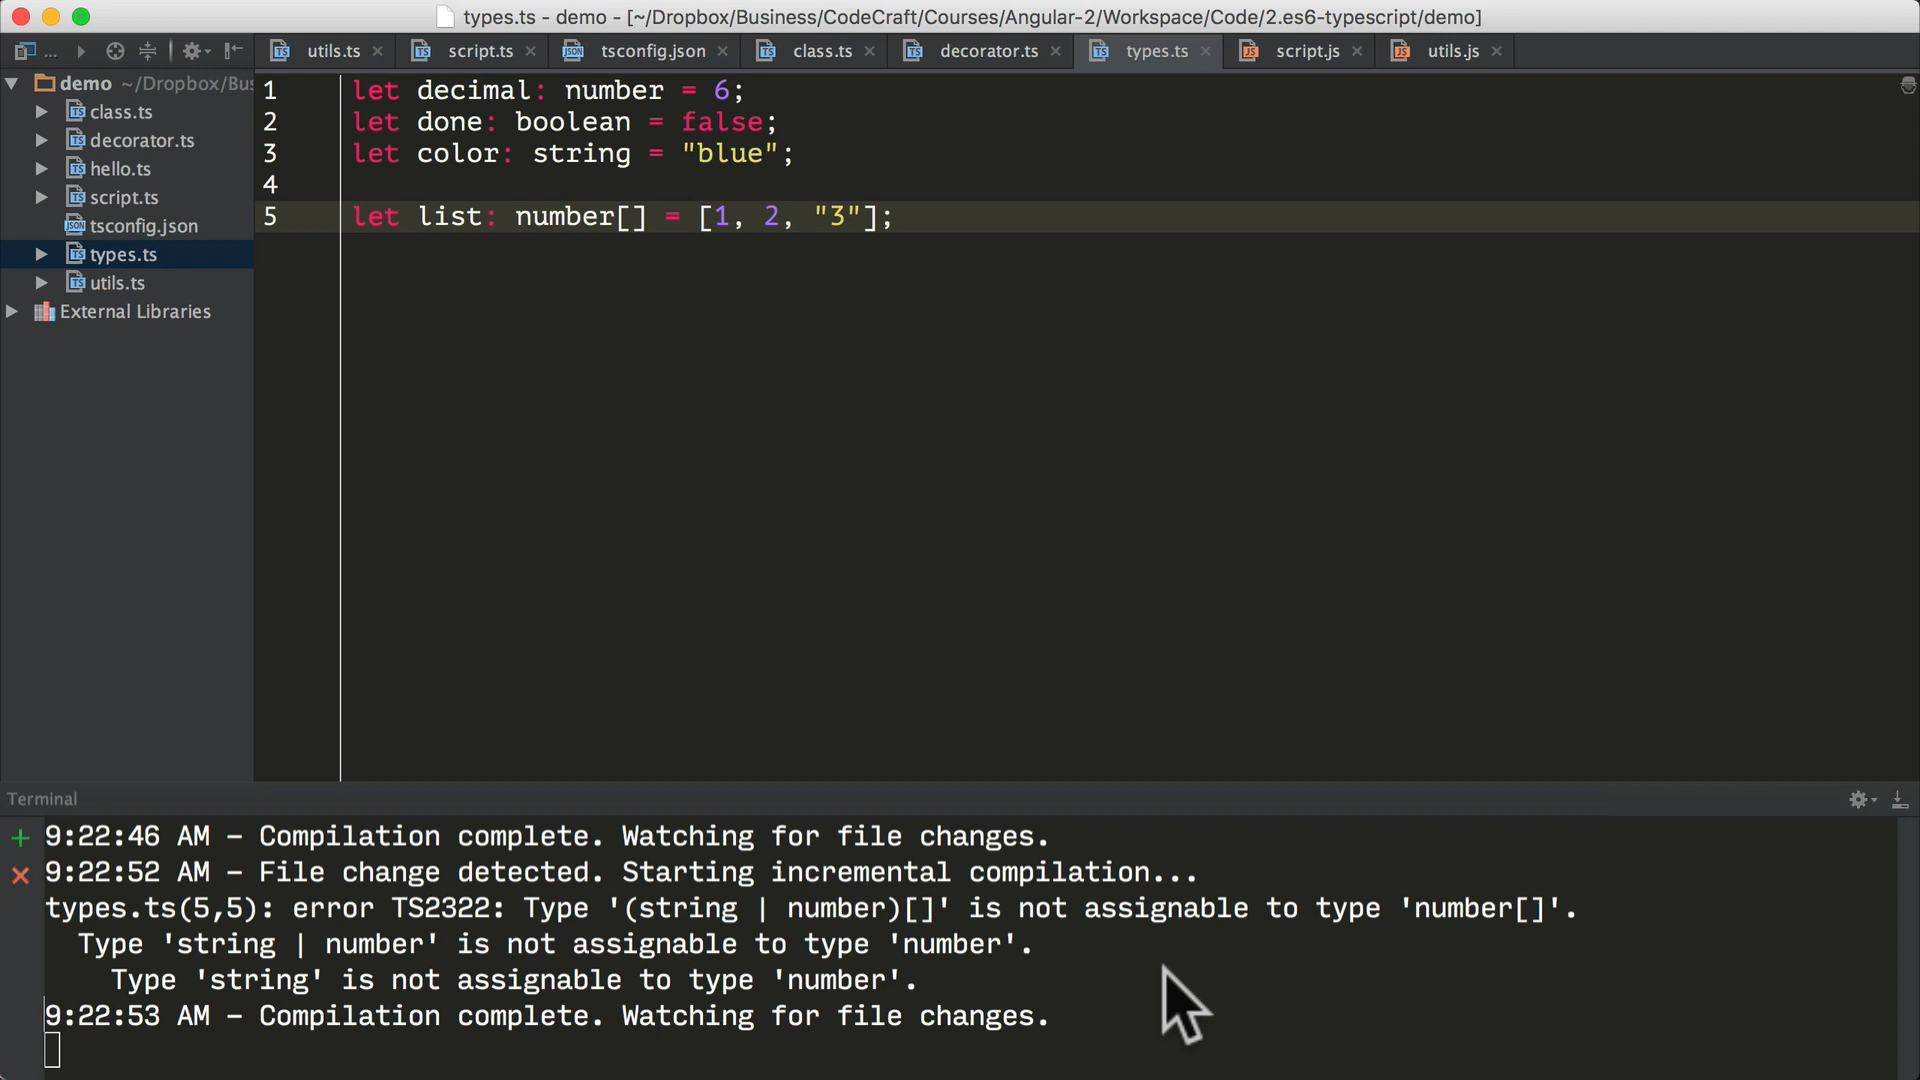 types.ts - demo - [~/Dropbox/Business/CodeCraft/Courses/Angular-2/Workspace/Code/2.es6-typescript/demo]
... utils.ts script.ts tsconfig.json class.ts decorator.ts types.ts script.js utils.js
demo ~/Dropbox/Bus
class.ts
decorator.ts
hello.ts
script.ts
tsconfig.json
types.ts
utils.ts
External Libraries
1 let decimal: number = 6;
2 let done: boolean = false;
3 let color: string = "blue";
4
5 let list: number[] = [1, 2, "3"];
Terminal
9:22:46 AM – Compilation complete. Watching for file changes.
9:22:52 AM – File change detected. Starting incremental compilation...
types.ts(5,5): error TS2322: Type '(string | number)[]' is not assignable to type 'number[]'.
Type 'string | number' is not assignable to type 'number'.
Type 'string' is not assignable to type 'number'.
9:22:53 AM – Compilation complete. Watching for file changes.